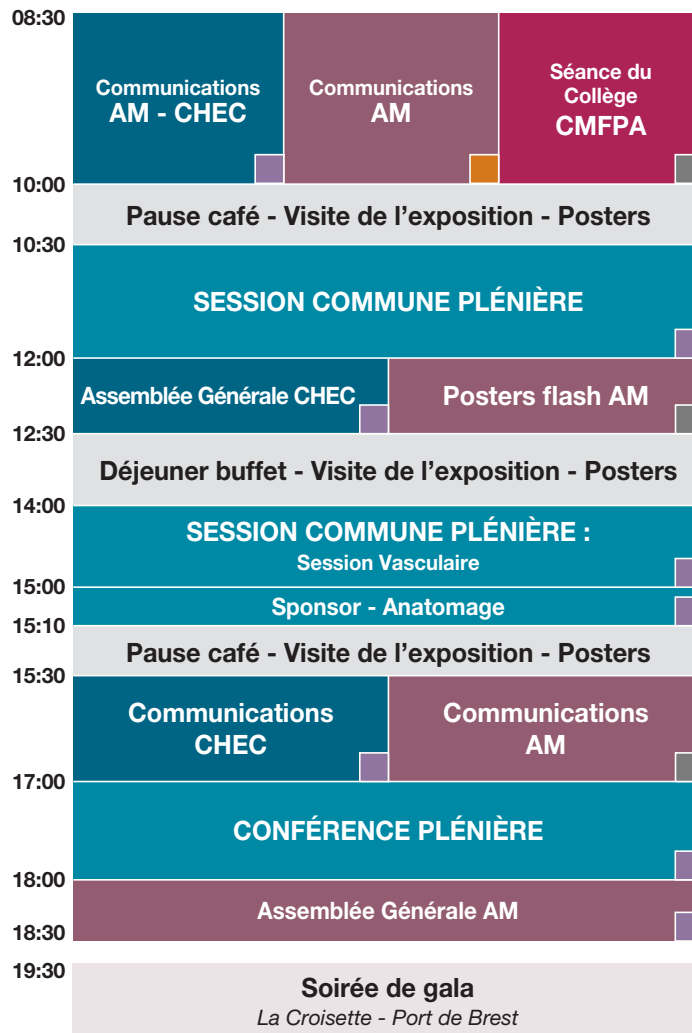 08:30
Communications
AM - CHEC
Communications
AM
Séance du
Collège
CMFPA
10:00
Pause café - Visite de l’exposition - Posters
10:30
SESSION COMMUNE PLÉNIÈRE
12:00
Assemblée Générale CHEC
Posters flash AM
12:30
Déjeuner buffet - Visite de l’exposition - Posters
14:00
SESSION COMMUNE PLÉNIÈRE :
Session Vasculaire
15:00
Sponsor - Anatomage
15:10
Pause café - Visite de l’exposition - Posters
15:30
Communications
CHEC
Communications
AM
17:00
CONFÉRENCE PLÉNIÈRE
18:00
Assemblée Générale AM
18:30
19:30
Soirée de gala
La Croisette - Port de Brest